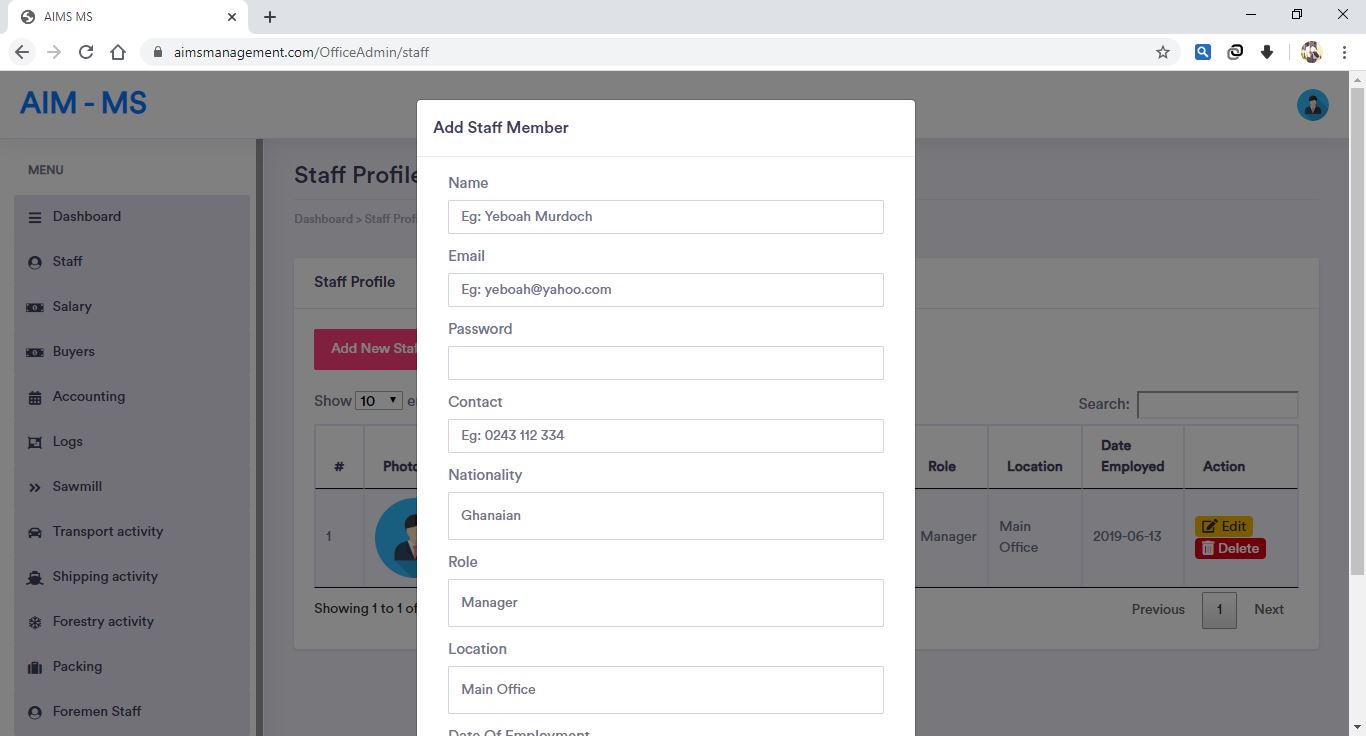 AIMS MS
aimsmanagement.com/OfficeAdmin/staff
AIM - MS
MENU
Dashboard
Staff
Salary
Buyers
Accounting
Logs
Sawmill
Transport activity
Shipping activity
Forestry activity
Packing
Foremen Staff
Staff Profile
Dashboard > Staff Prof
Staff Profile
Add New Staf
Show 10
Search:
#
Photo
Role
Location
Date
Employed
Action
1
Manager
Main
Office
2019-06-13
Edit
Delete
Showing 1 to 1 of
Previous
1
Next
Add Staff Member
Name
Eg: Yeboah Murdoch
Email
Eg: yeboah@yahoo.com
Password
Contact
Eg: 0243 112 334
Nationality
Ghanaian
Role
Manager
Location
Main Office
Date Of Employment